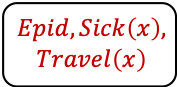 Epid, Sick(x),
Travel(x)